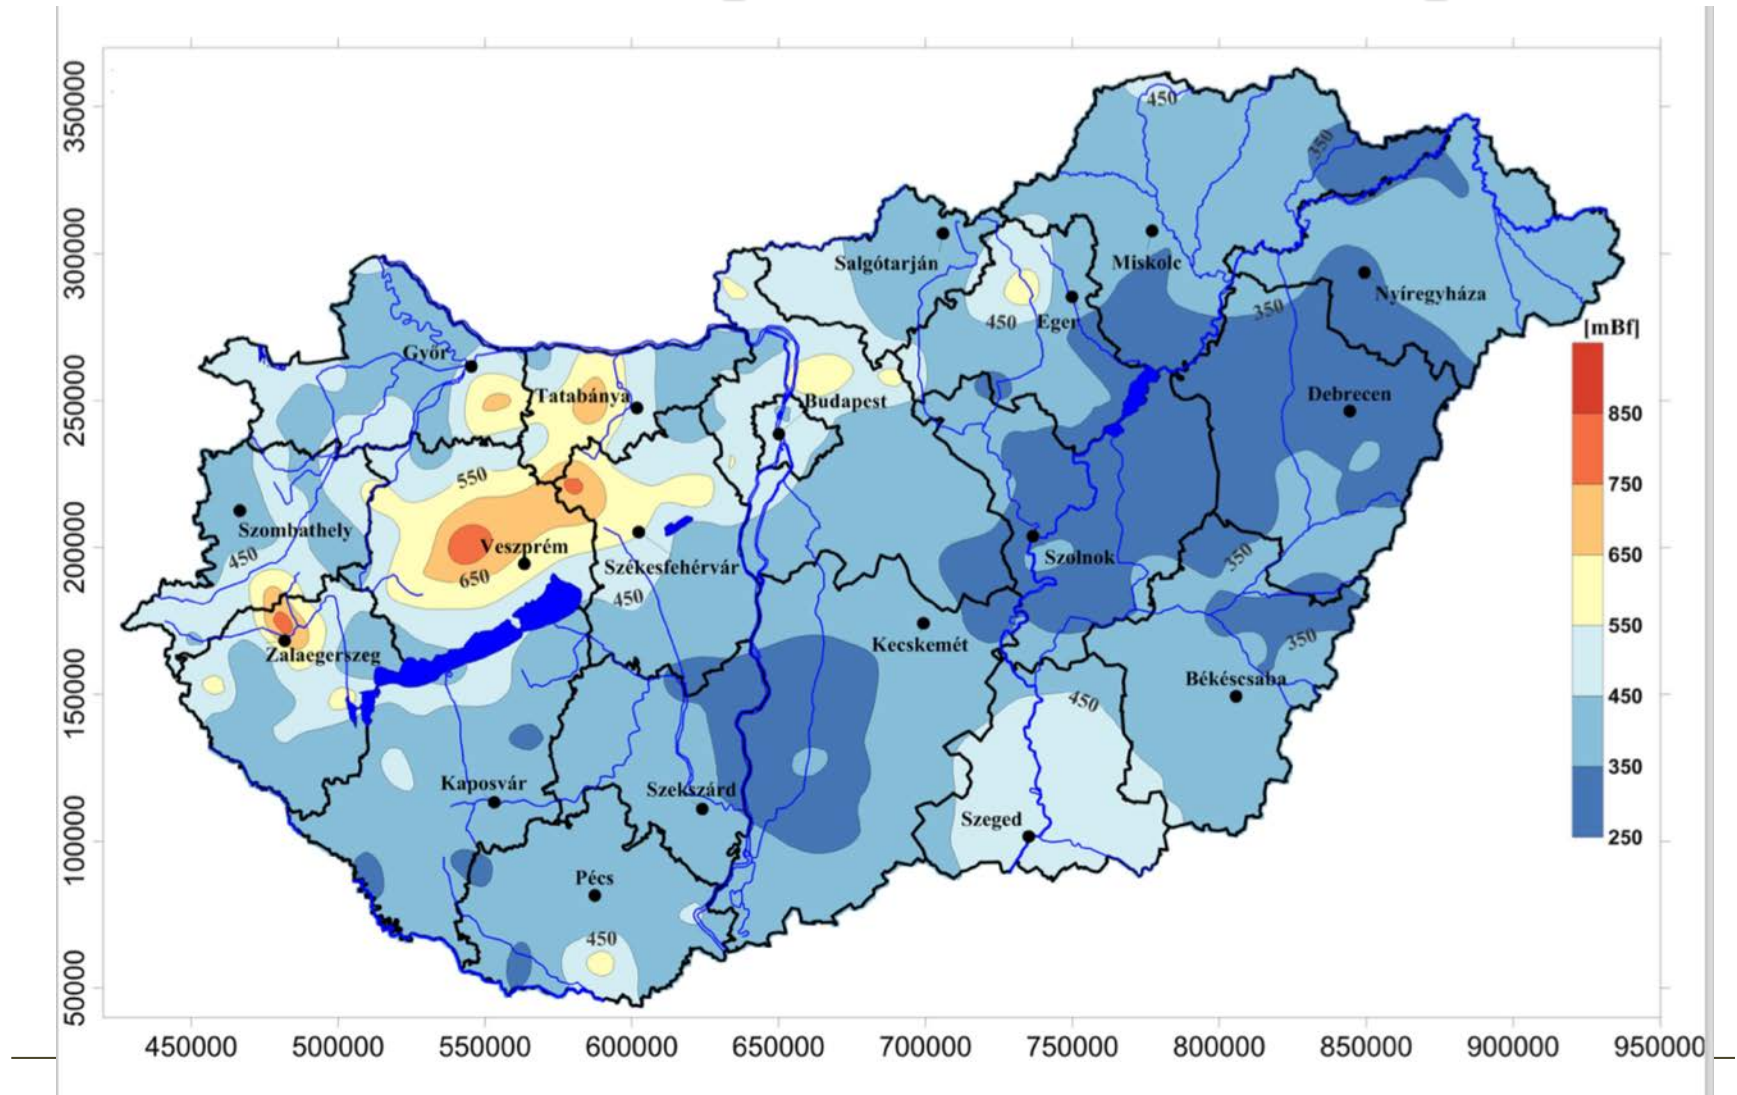 350000
300000
250000
200000
150000
100000
50000
450
350
Salgótarján
Miskolc
Nyíregyháza
450
Eger
350
[mBf]
Győr
Tatabánya
Budapest
Debrecen
850
550
750
Szombathely
450
Veszprém
650
Székesfehérvár
450
Szolnok
350
650
Zalaegerszeg
Kecskemét
350
550
Békéscsaba
450
450
350
Kaposvár
Szekszárd
Szeged
250
Pécs
450
450000
500000
550000
600000
650000
700000
750000
800000
850000
900000
950000